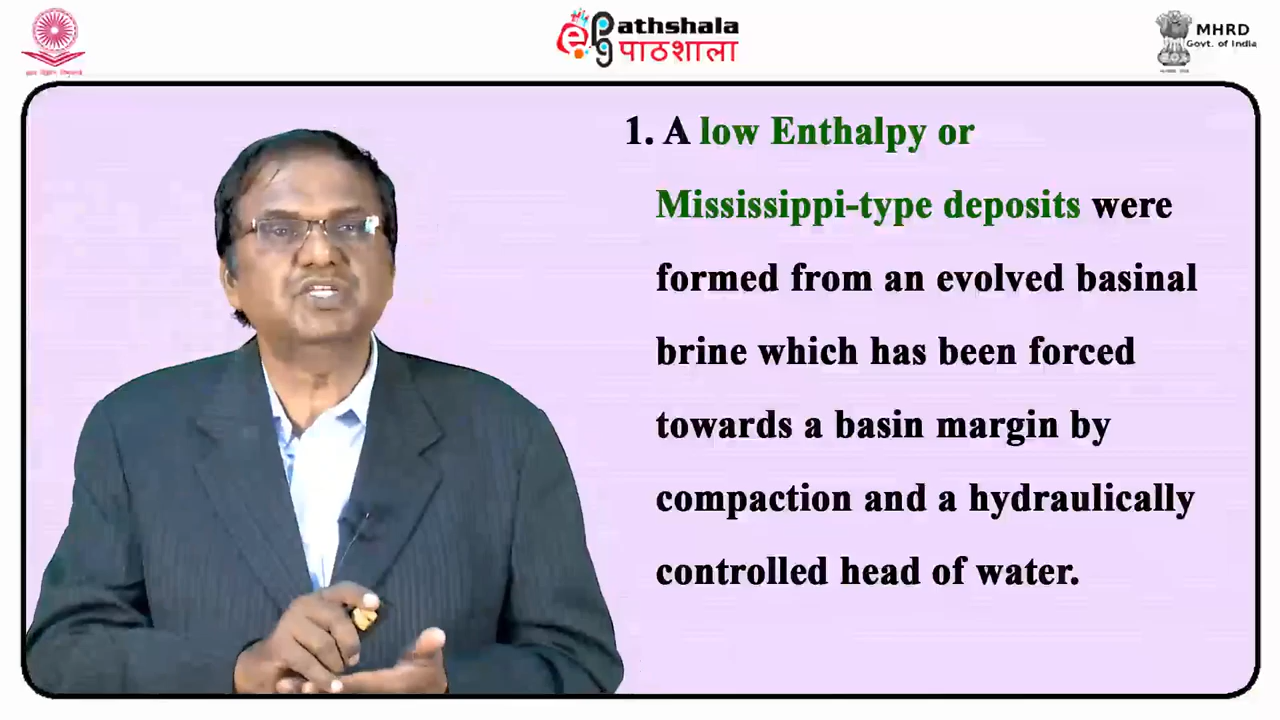 Pathshala
पाठशाला
MHRD
Govt. of India
1. A low Enthalpy or
Mississippi-type deposits were
formed from an evolved basinal
brine which has been forced
towards a basin margin by
compaction and a hydraulically
controlled head of water.